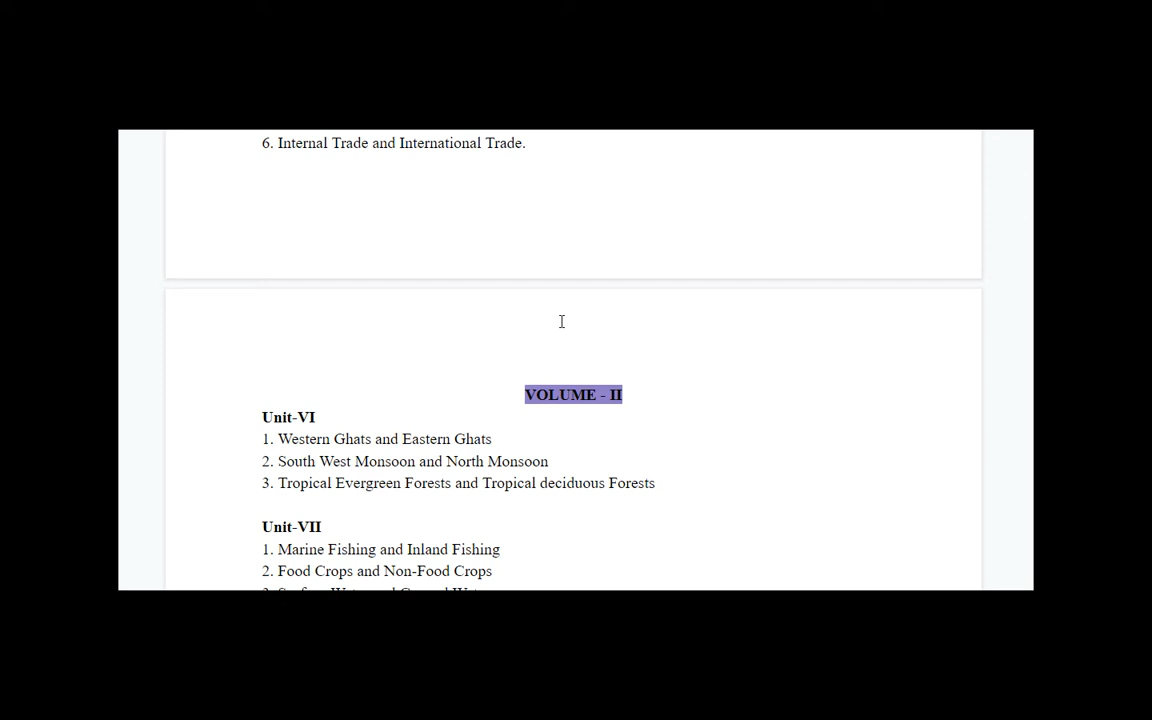 6. Internal Trade and International Trade.
VOLUME - II
Unit-VI
1. Western Ghats and Eastern Ghats
2. South West Monsoon and North Monsoon
3. Tropical Evergreen Forests and Tropical deciduous Forests
Unit-VII
1. Marine Fishing and Inland Fishing
2. Food Crops and Non-Food Crops